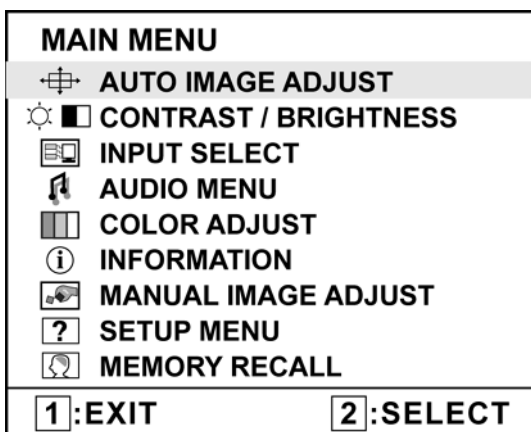 MAIN MENU
AUTO IMAGE ADJUST
CONTRAST / BRIGHTNESS
INPUT SELECT
AUDIO MENU
COLOR ADJUST
i INFORMATION
MANUAL IMAGE ADJUST
? SETUP MENU
MEMORY RECALL
1:EXIT 2:SELECT